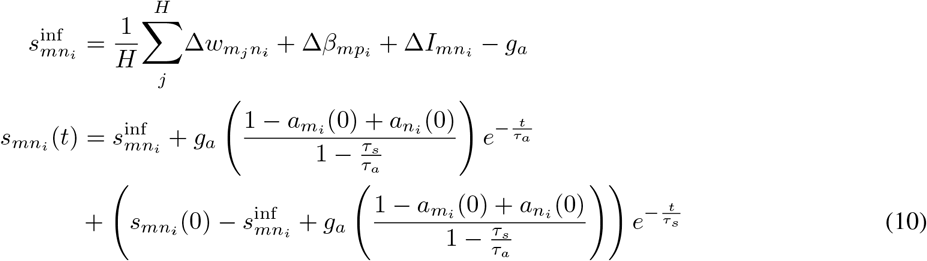 s^{\inf}_{mn_i} = \frac{1}{H} \sum_{j}^{H} \Delta w_{m_j n_i} + \Delta \beta_{mp_i} + \Delta I_{mn_i} - g_a
s_{mn_i}(t) = s^{\inf}_{mn_i} + g_a \left( \frac{1 - a_{m_i}(0) + a_{n_i}(0)}{1 - \frac{\tau_s}{\tau_a}} \right) e^{-\frac{t}{\tau_a}}
+ \left( s_{mn_i}(0) - s^{\inf}_{mn_i} + g_a \left( \frac{1 - a_{m_i}(0) + a_{n_i}(0)}{1 - \frac{\tau_s}{\tau_a}} \right) \right) e^{-\frac{t}{\tau_s}} (10)